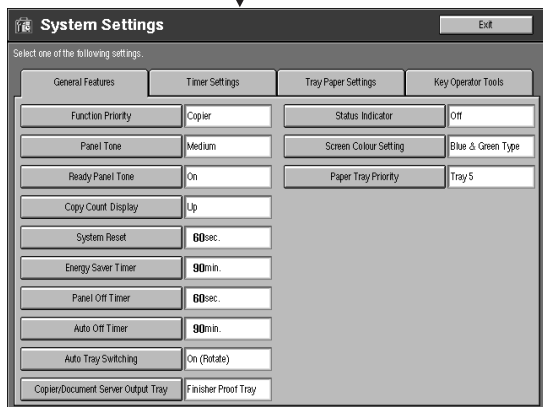 System Settings
Exit
Select one of the following settings.
General Features
Timer Settings
Tray Paper Settings
Key Operator Tools
Function Priority Copier
Panel Tone Medium
Ready Panel Tone On
Copy Count Display Up
System Reset 60sec.
Energy Saver Timer 90min.
Panel Off Timer 60sec.
Auto Off Timer 90min.
Auto Tray Switching On (Rotate)
Copier/Document Server Output Tray Finisher Proof Tray
Status Indicator Off
Screen Colour Setting Blue & Green Type
Paper Tray Priority Tray 5